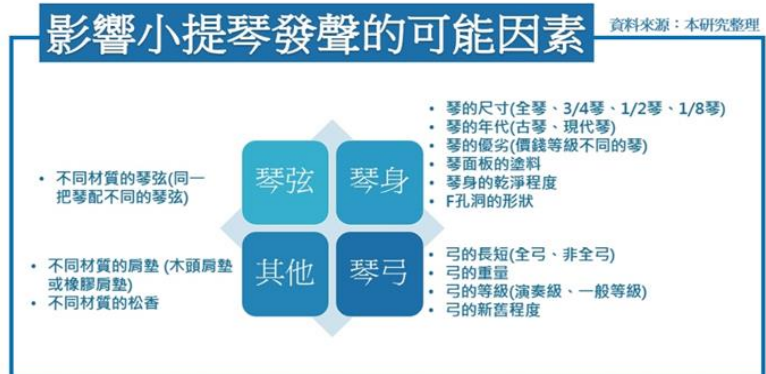 影響小提琴發聲的可能因素
資料來源：本研究整理
• 不同材質的琴弦(同一
把琴配不同的琴弦)
琴弦
琴身
• 琴的尺寸(全琴、3/4琴、1/2琴、1/8琴)
• 琴的年代(古琴、現代琴)
• 琴的優劣(價錢等級不同的琴)
• 琴面板的塗料
• 琴身的乾淨程度
• F孔洞的形狀
• 不同材質的肩墊 (木頭肩墊
或橡膠肩墊)
• 不同材質的松香
其他
琴弓
• 弓的長短(全弓、非全弓)
• 弓的重量
• 弓的等級(演奏級、一般等級)
• 弓的新舊程度